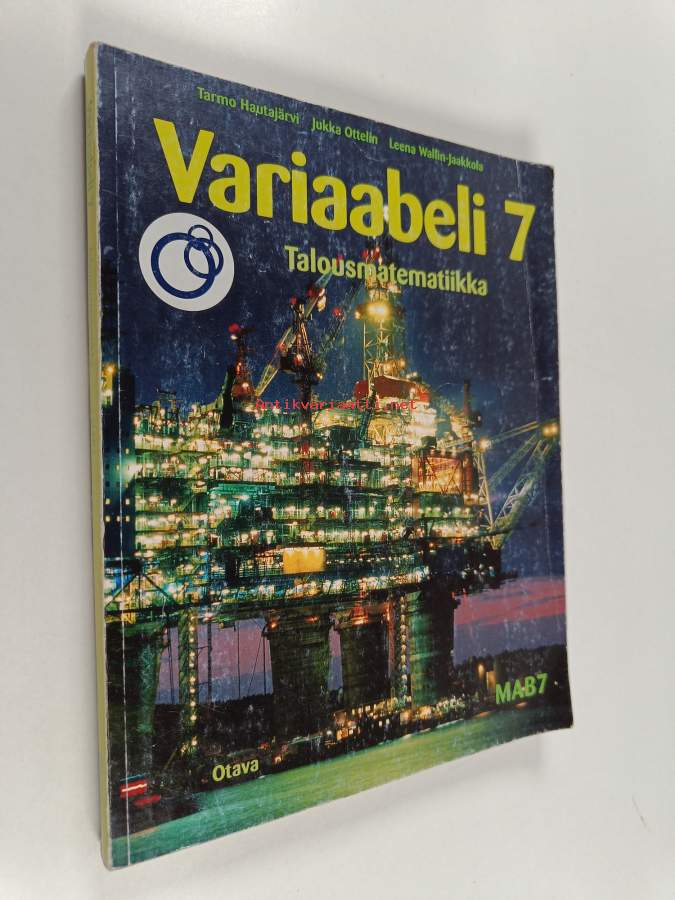 Tarmo Hautajärvi Jukka Ottelin Leena Wallin-Jaakkola
Variaabeli 7
Talousmatematiikka
Antikvariaatti.net
MAB7
Otava